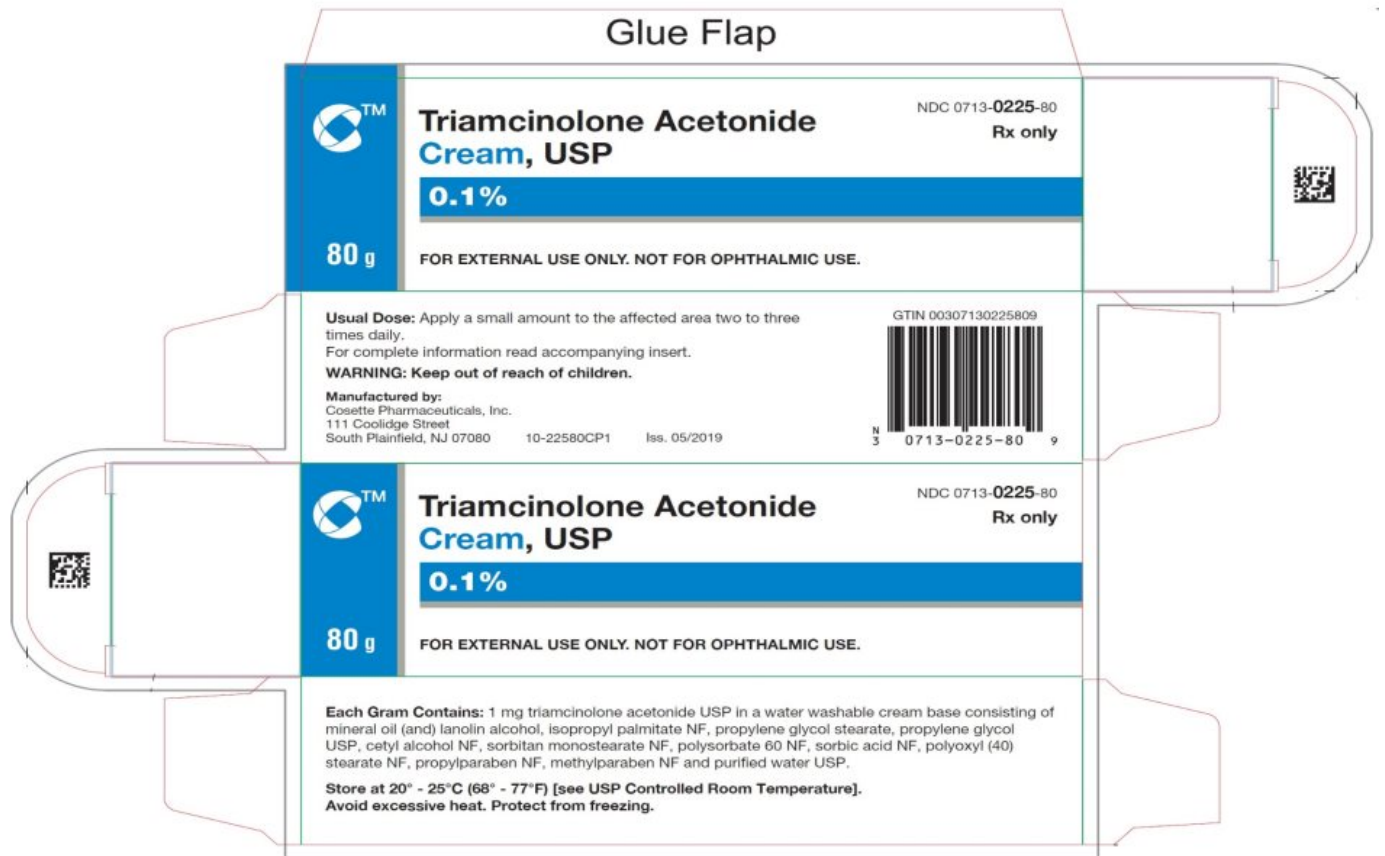 Glue Flap
TM
Triamcinolone Acetonide
Cream, USP
NDC 0713-0225-80
Rx only
0.1%
80 g
FOR EXTERNAL USE ONLY. NOT FOR OPHTHALMIC USE.
Usual Dose: Apply a small amount to the affected area two to three
times daily.
For complete information read accompanying insert.
WARNING: Keep out of reach of children.
Manufactured by:
Cosette Pharmaceuticals, Inc.
111 Coolidge Street
South Plainfield, NJ 07080 10-22580CP1 Iss. 05/2019
GTIN 00307130225809
N
3 0713-0225-80 9
TM
Triamcinolone Acetonide
Cream, USP
NDC 0713-0225-80
Rx only
0.1%
80 g
FOR EXTERNAL USE ONLY. NOT FOR OPHTHALMIC USE.
Each Gram Contains: 1 mg triamcinolone acetonide USP in a water washable cream base consisting of
mineral oil (and) lanolin alcohol, isopropyl palmitate NF, propylene glycol stearate, propylene glycol
USP, cetyl alcohol NF, sorbitan monostearate NF, polysorbate 60 NF, sorbic acid NF, polyoxyl (40)
stearate NF, propylparaben NF, methylparaben NF and purified water USP.
Store at 20° - 25°C (68° - 77°F) [see USP Controlled Room Temperature].
Avoid excessive heat. Protect from freezing.